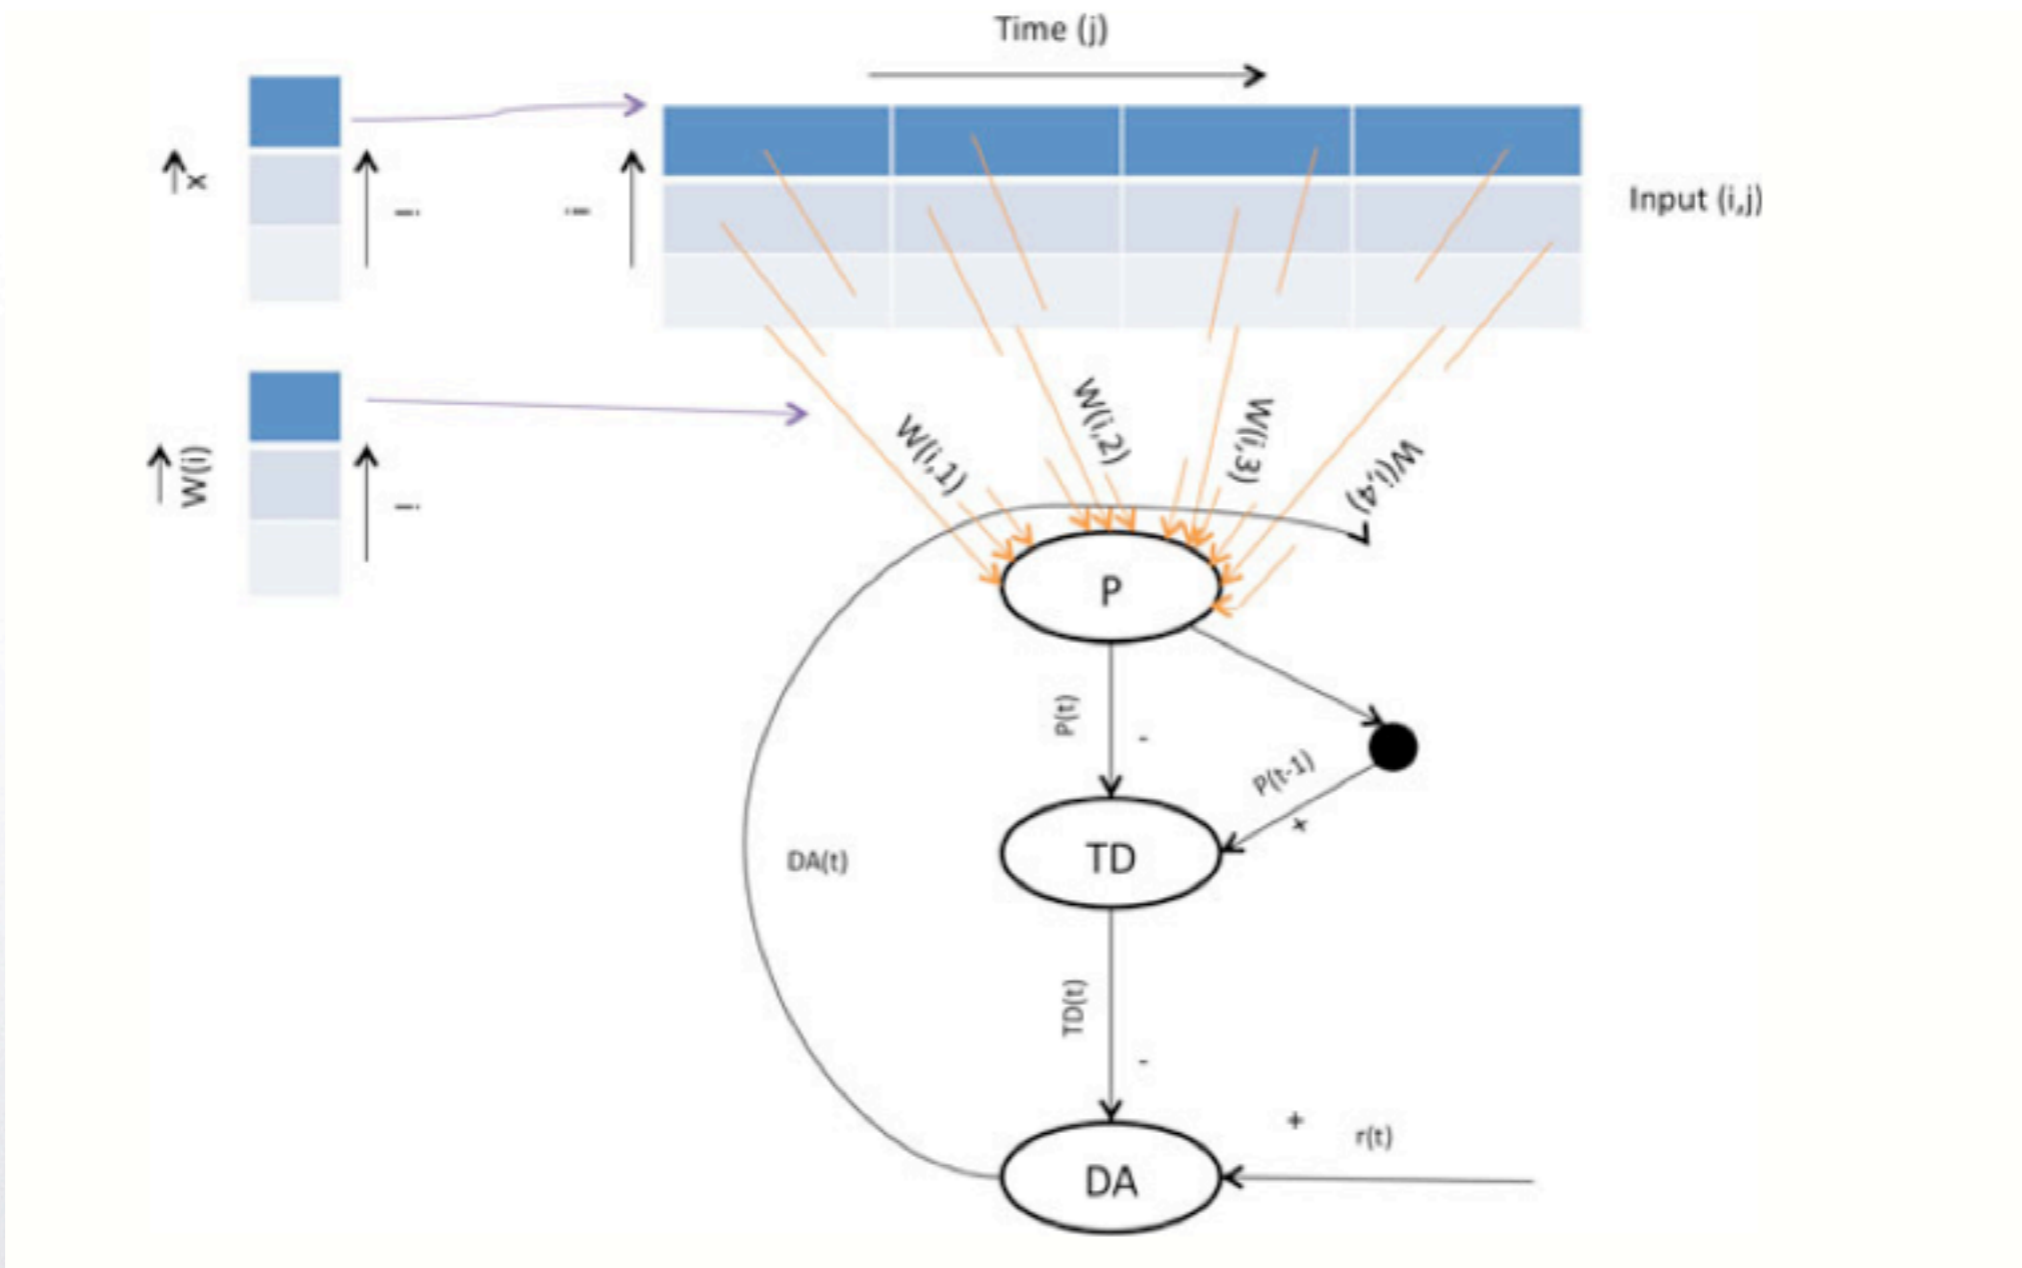 Time (j)
x
i
i
Input (i,j)
W(i)
i
W(i,1)
W(i,2)
W(i,3)
W(i,4)
P
P(t)
-
P(t-1)
+
TD
DA(t)
TD(t)
-
+
r(t)
DA